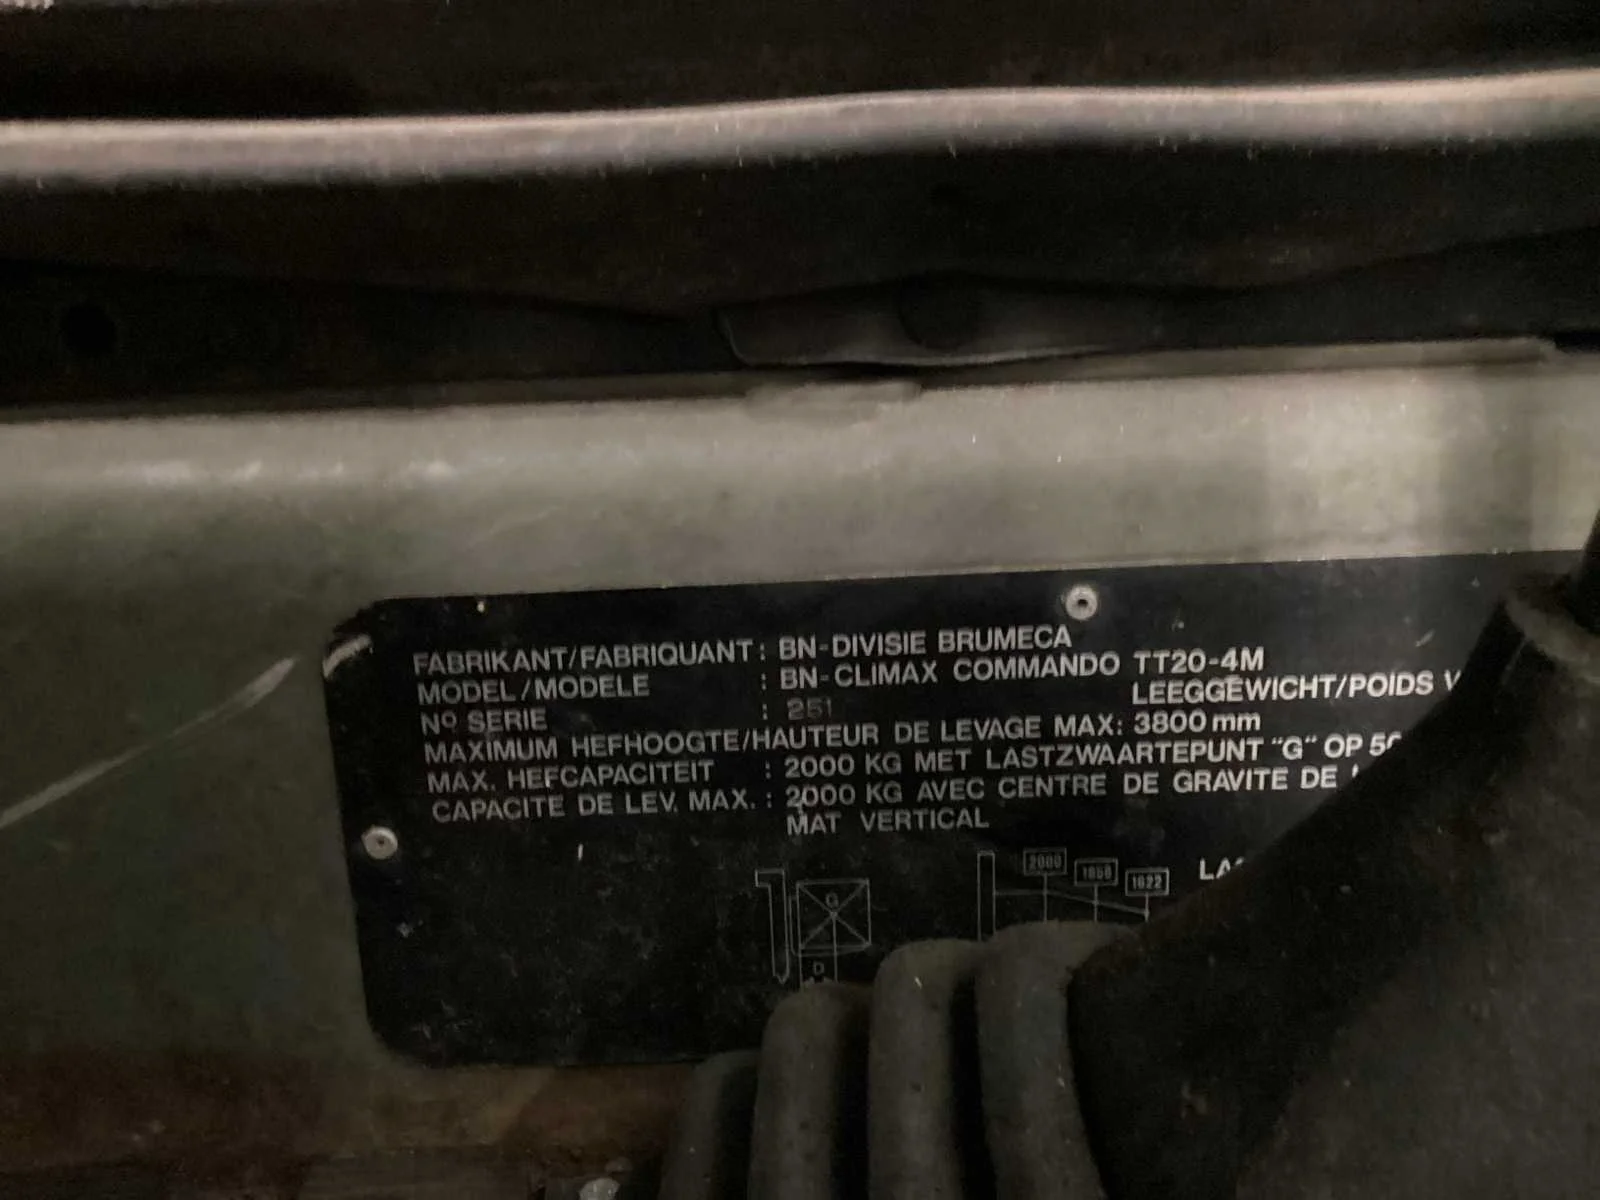 FABRIKANT/FABRIQUANT : BN-DIVISIE BRUMECA
MODEL/MODELE : BN-CLIMAX COMMANDO TT20-4M
Nº SERIE : 251 LEEGGEWICHT/POIDS
MAXIMUM HEFHOOGTE/HAUTEUR DE LEVAGE MAX: 3800 mm
MAX. HEFCAPACITEIT : 2000 KG MET LASTZWAARTEPUNT "G" OP
CAPACITE DE LEV. MAX. : 2000 KG AVEC CENTRE DE GRAVITE DE
MAT VERTICAL
2000 1850 1622
G
D